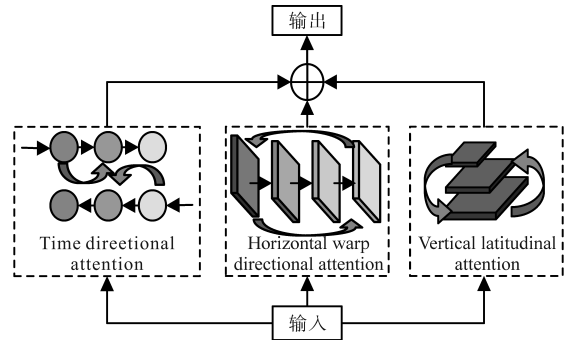 输出
Time direetional
attention
Horizontal warp
directional attention
Vertical latitudinal
attention
输入